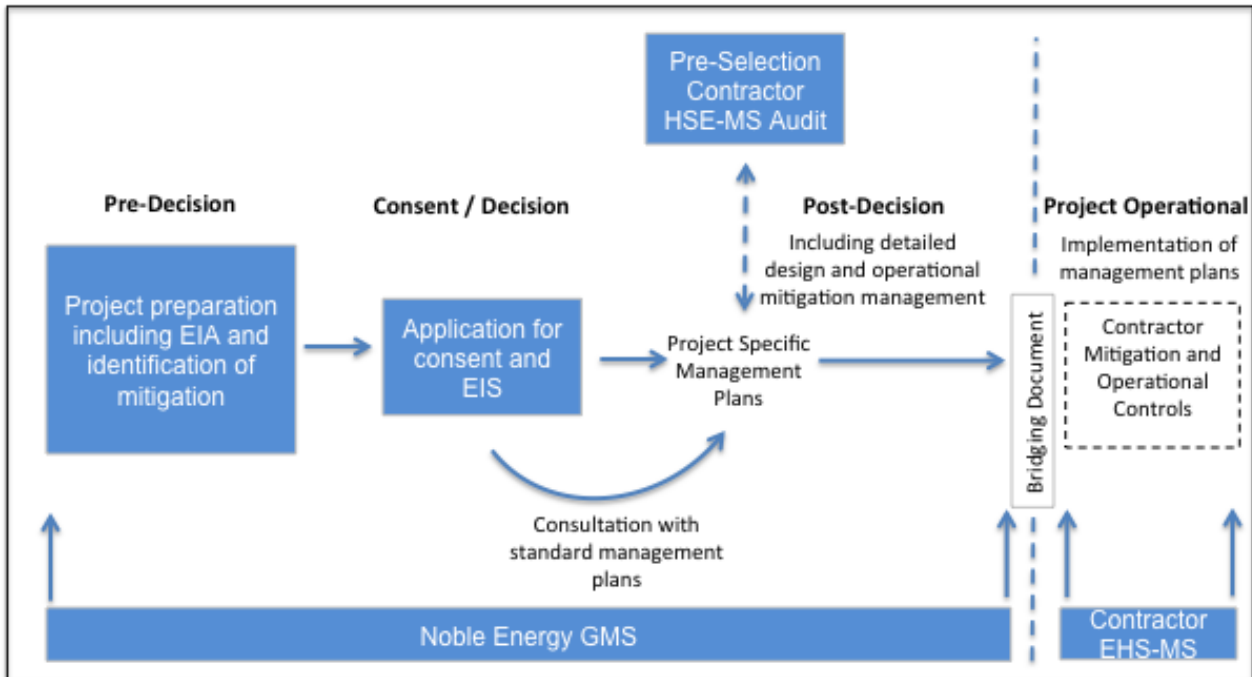 Pre-Selection
Contractor
HSE-MS Audit
Pre-Decision
Consent / Decision
Post-Decision
Project Operational
Including detailed
design and operational
mitigation management
Implementation of
management plans
Project preparation
including EIA and
identification of
mitigation
Application for
consent and
EIS
Project Specific
Management
Plans
Bridging Document
Contractor
Mitigation and
Operational
Controls
Consultation with
standard management
plans
Noble Energy GMS
Contractor
EHS-MS